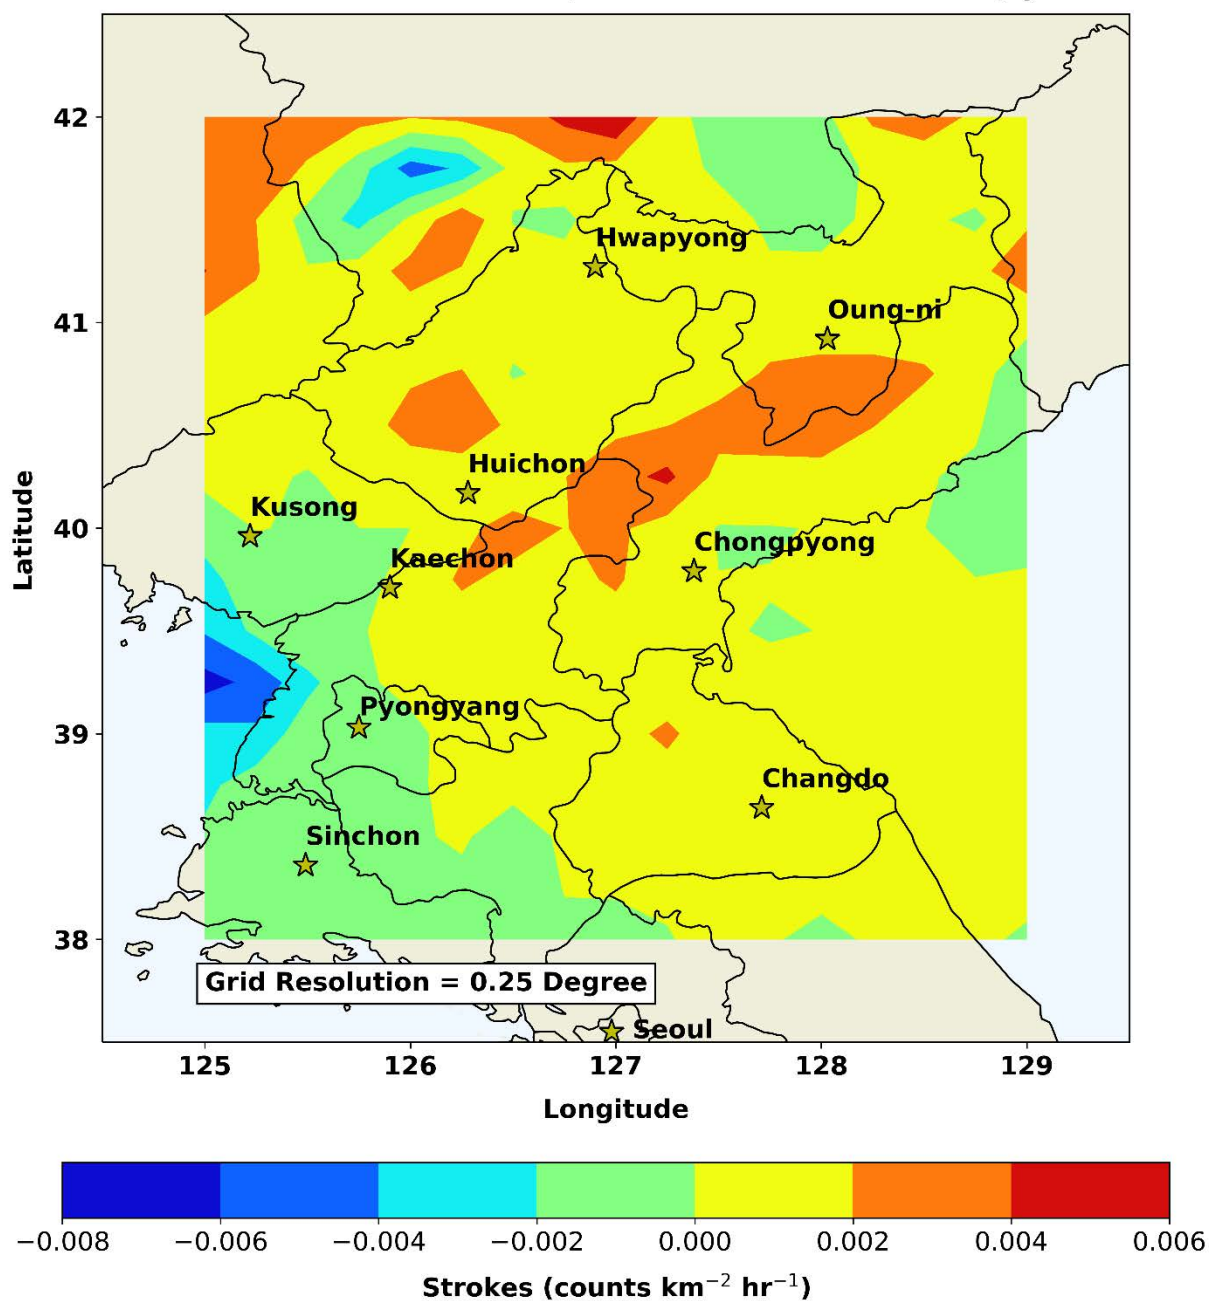 42
Hwapyong
Oung-ni
41
Huichon
Kusong
Chongpyong
40
Kaechon
Latitude
Pyongyang
39
Changdo
Sinchon
38
Grid Resolution = 0.25 Degree
Seoul
125 126 127 128 129
Longitude
−0.008 −0.006 −0.004 −0.002 0.000 0.002 0.004 0.006
Strokes (counts km⁻² hr⁻¹)